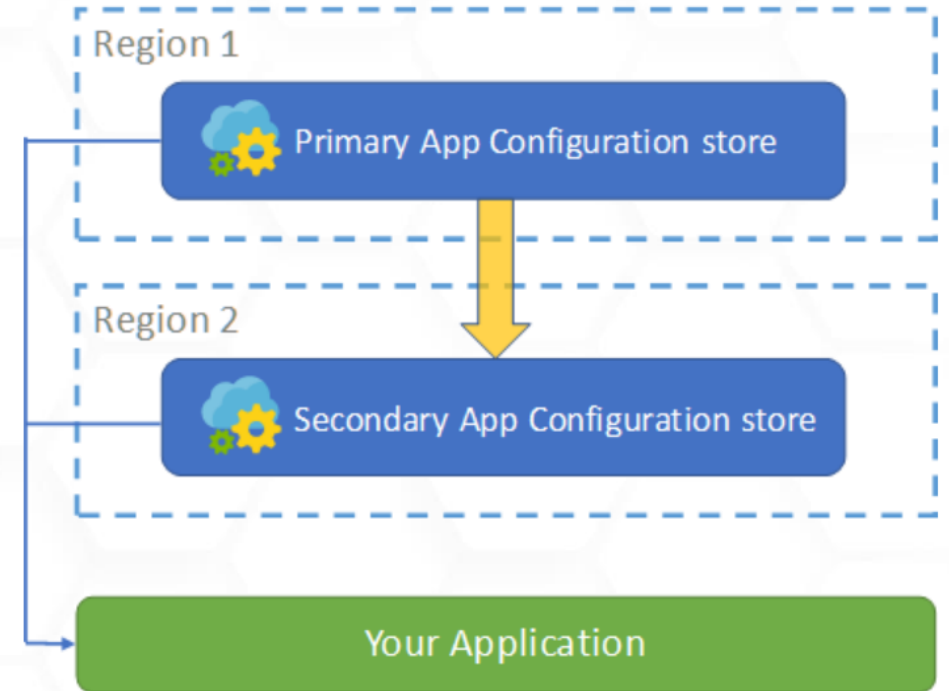 Region 1
Primary App Configuration store
Region 2
Secondary App Configuration store
Your Application